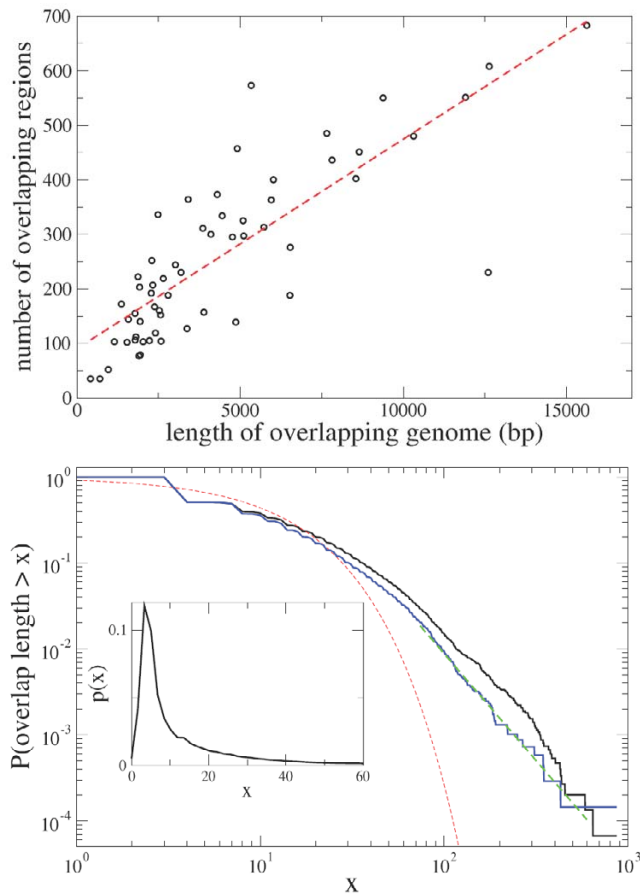 700
600
500
400
300
200
100
0
number of overlapping regions
0 5000 10000 15000
length of overlapping genome (bp)
10^0
10^-1
10^-2
10^-3
10^-4
P(overlap length > x)
0.1
0
p(x)
0 20 40 60
x
10^0 10^1 10^2 10^3
x